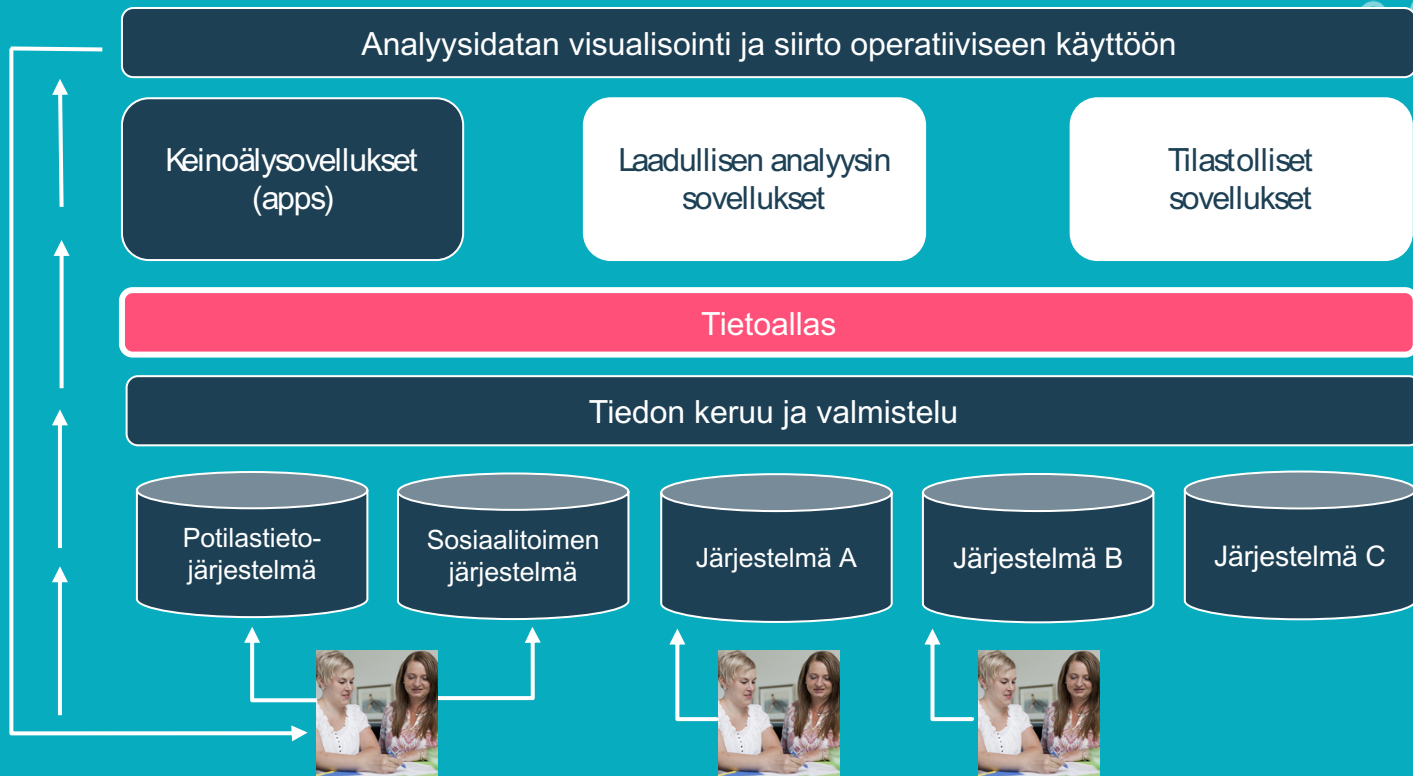 Analyysidatan visualisointi ja siirto operatiiviseen käyttöön
Keinoälysovellukset
(apps)
Laadullisen analyysin
sovellukset
Tilastolliset
sovellukset
Tietoallas
Tiedon keruu ja valmistelu
Potilastieto-
järjestelmä
Sosiaalitoimen
järjestelmä
Järjestelmä A
Järjestelmä B
Järjestelmä C